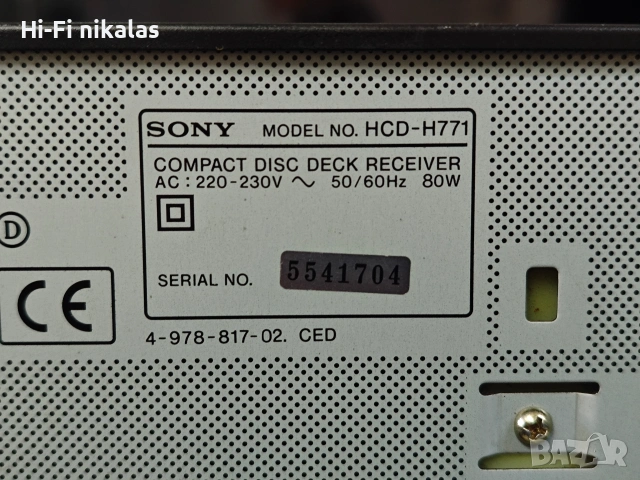 Hi-Fi nikalas
SONY MODEL NO. HCD-H771
COMPACT DISC DECK RECEIVER
AC : 220-230V ～ 50/60Hz 80W
D
SERIAL NO. 5541704
CE
4-978-817-02. CED
BAZAR